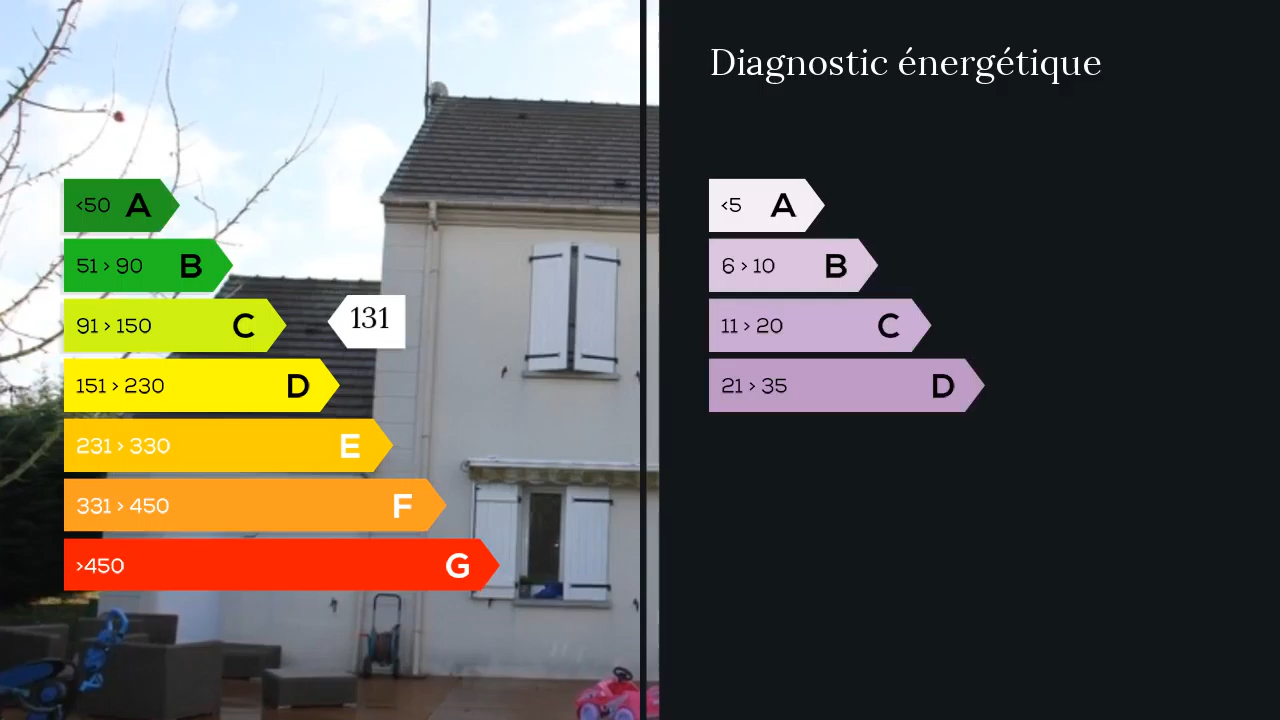 Diagnostic énergétique
<50 A
51 > 90 B
91 > 150 C
131
151 > 230 D
231 > 330 E
331 > 450 F
>450 G
<5 A
6 > 10 B
11 > 20 C
21 > 35 D